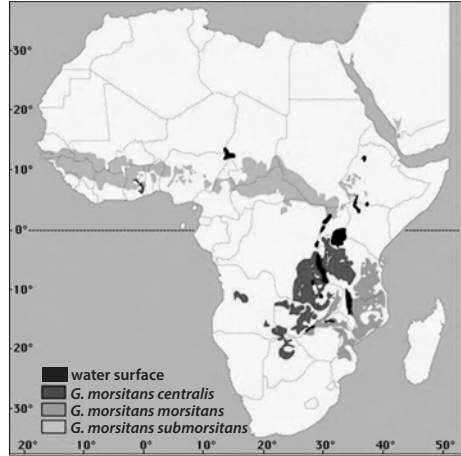 30°
20°
10°
0°
10°
20°
30°
water surface
G. morsitans centralis
G. morsitans morsitans
G. morsitans submorsitans
20° 10° 0° 10° 20° 30° 40° 50°